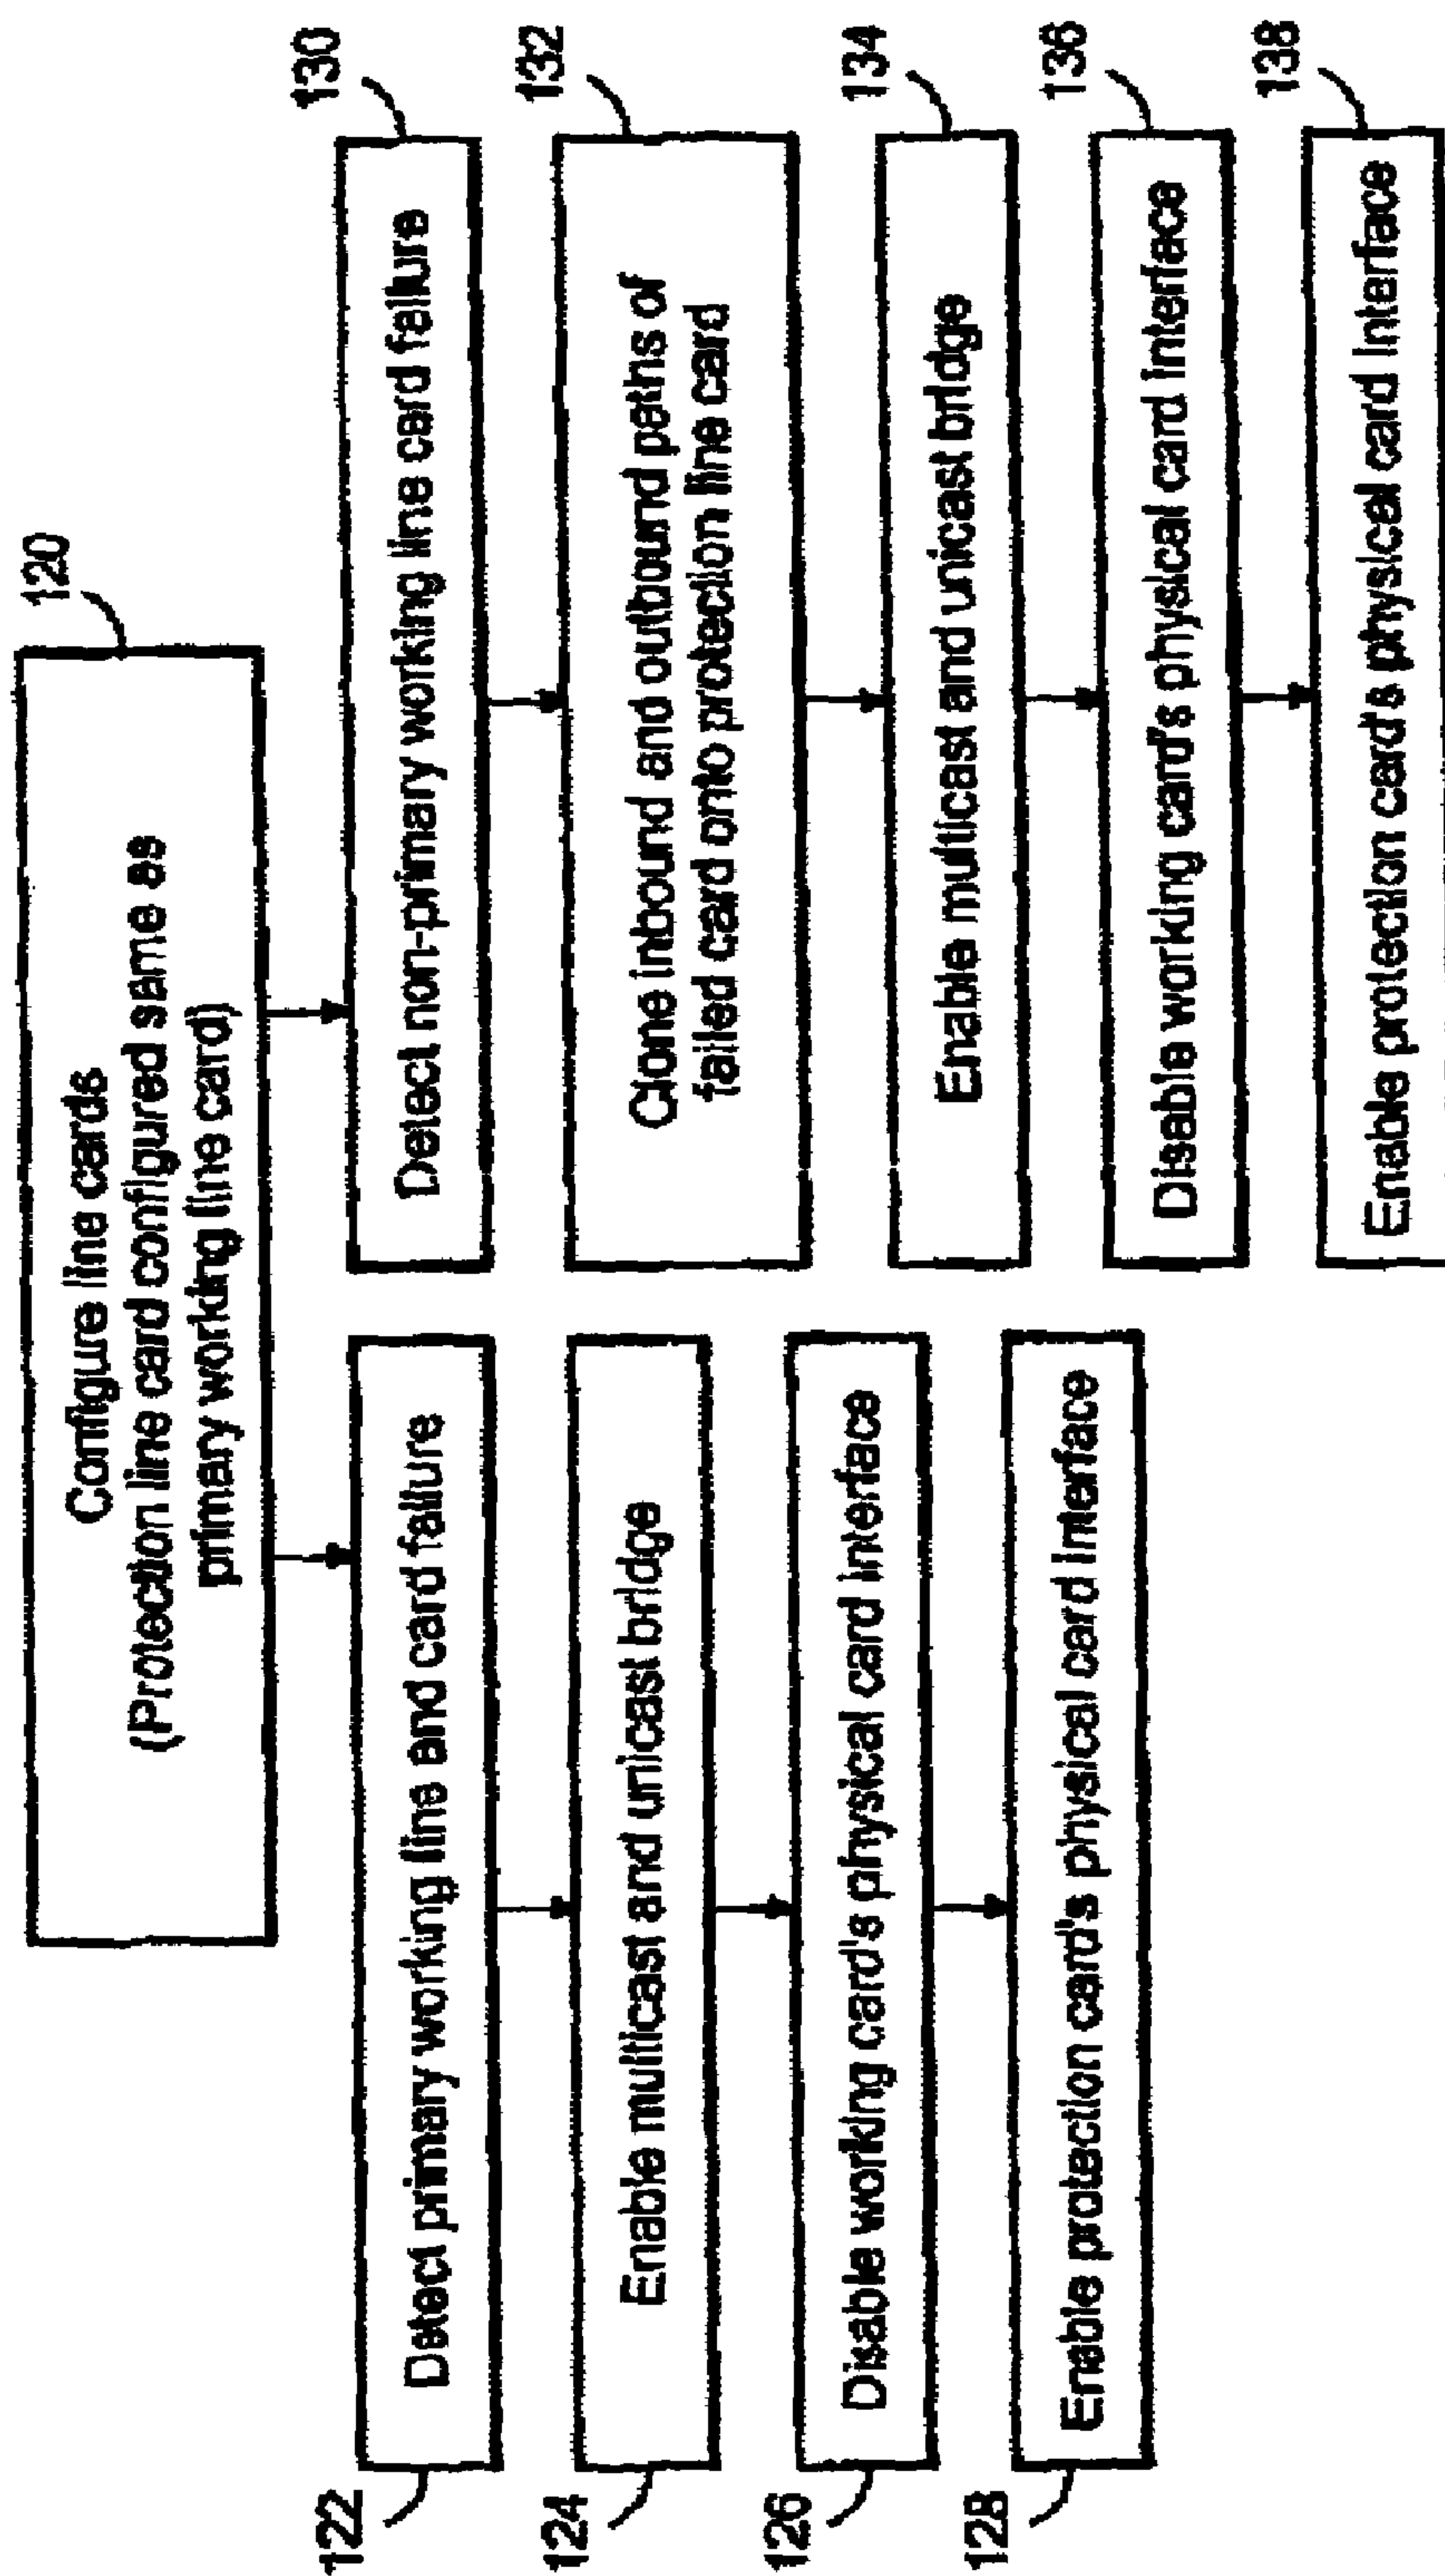 120
Configure line cards
(Protection line card configured same as
primary working line card)
122
Detect primary working line and card failure
124
Enable multicast and unicast bridge
126
Disable working card's physical card interface
128
Enable protection card's physical card interface
130
Detect non-primary working line card failure
132
Clone inbound and outbound paths of
failed card onto protection line card
134
Enable multicast and unicast bridge
136
Disable working card's physical card interface
138
Enable protection card's physical card interface